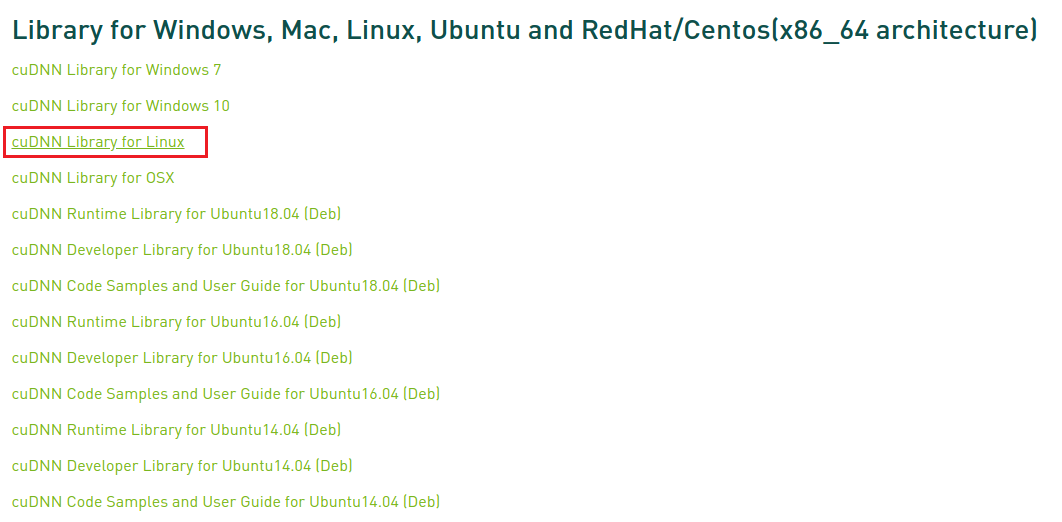 Library for Windows, Mac, Linux, Ubuntu and RedHat/Centos(x86_64 architecture)
cuDNN Library for Windows 7
cuDNN Library for Windows 10
cuDNN Library for Linux
cuDNN Library for OSX
cuDNN Runtime Library for Ubuntu18.04 (Deb)
cuDNN Developer Library for Ubuntu18.04 (Deb)
cuDNN Code Samples and User Guide for Ubuntu18.04 (Deb)
cuDNN Runtime Library for Ubuntu16.04 (Deb)
cuDNN Developer Library for Ubuntu16.04 (Deb)
cuDNN Code Samples and User Guide for Ubuntu16.04 (Deb)
cuDNN Runtime Library for Ubuntu14.04 (Deb)
cuDNN Developer Library for Ubuntu14.04 (Deb)
cuDNN Code Samples and User Guide for Ubuntu14.04 (Deb)